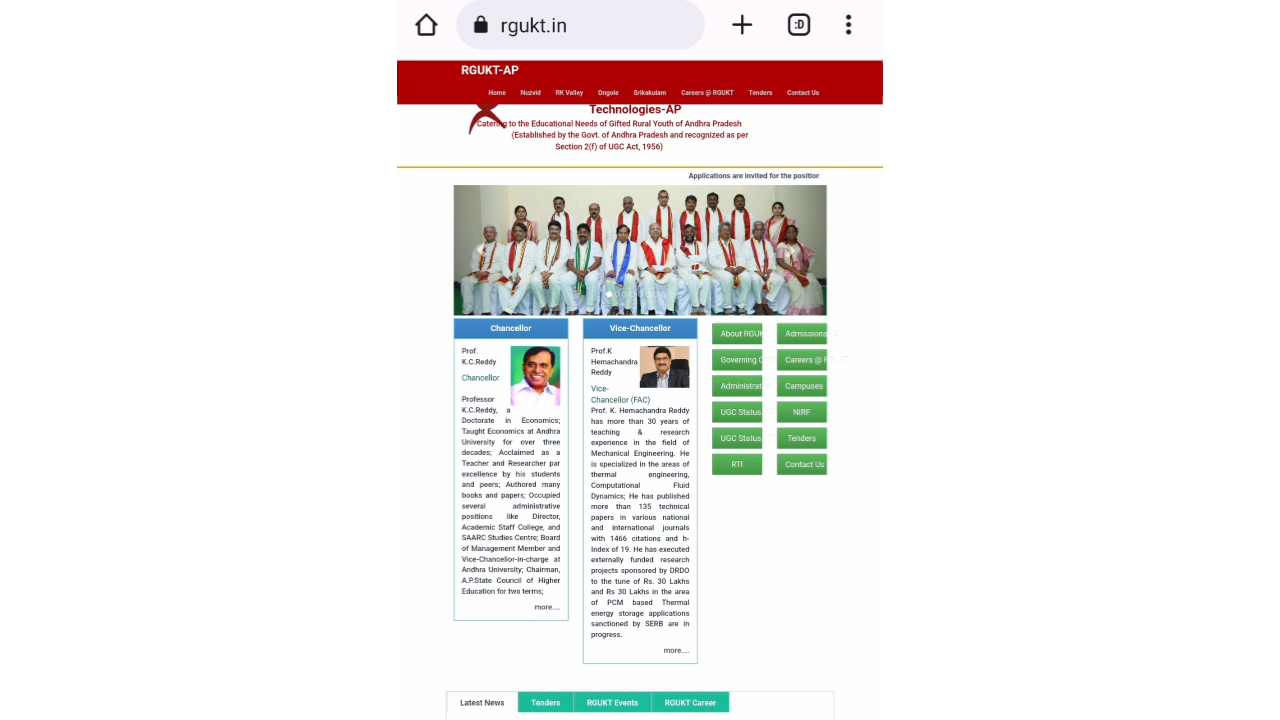 rgukt.in
:D
RGUKT-AP
Home Nuzvid RK Valley Ongole Srikakulam Careers @ RGUKT Tenders Contact Us
Technologies-AP
Catering to the Educational Needs of Gifted Rural Youth of Andhra Pradesh
(Established by the Govt. of Andhra Pradesh and recognized as per
Section 2(f) of UGC Act, 1956)
Applications are invited for the
Chancellor
Prof.
K.C.Reddy
Chancellor
Professor
K.C.Reddy, a
Doctorate in Economics;
Taught Economics at Andhra
University for over three
decades; Acclaimed as a
Teacher and Researcher par
excellence by his students
and peers; Authored many
books and papers; Occupied
several administrative
positions like Director,
Academic Staff College, and
SAARC Studies Centre; Board
of Management Member and
Vice-Chancellor-in-charge at
Andhra University; Chairman,
A.P.State Council of Higher
Education for two terms;
more....
Vice-Chancellor
Prof.K
Hemachandra
Reddy
Vice-
Chancellor (FAC)
Prof. K. Hemachandra Reddy
has more than 30 years of
teaching & research
experience in the field of
Mechanical Engineering. He
is specialized in the areas of
thermal engineering,
Computational Fluid
Dynamics; He has published
more than 135 technical
papers in various national
and international journals
with 1466 citations and h-
index of 19. He has executed
externally funded research
projects sponsored by DRDO
to the tune of Rs. 30 Lakhs
and Rs 30 Lakhs in the area
of PCM based Thermal
energy storage applications
sanctioned by SERB are in
progress.
more....
About RGUK Admissions
Governing Careers @ RGUKT
Administrat Campuses
UGC Status NIRF
UGC Status Tenders
RTI Contact Us
Latest News Tenders RGUKT Events RGUKT Career